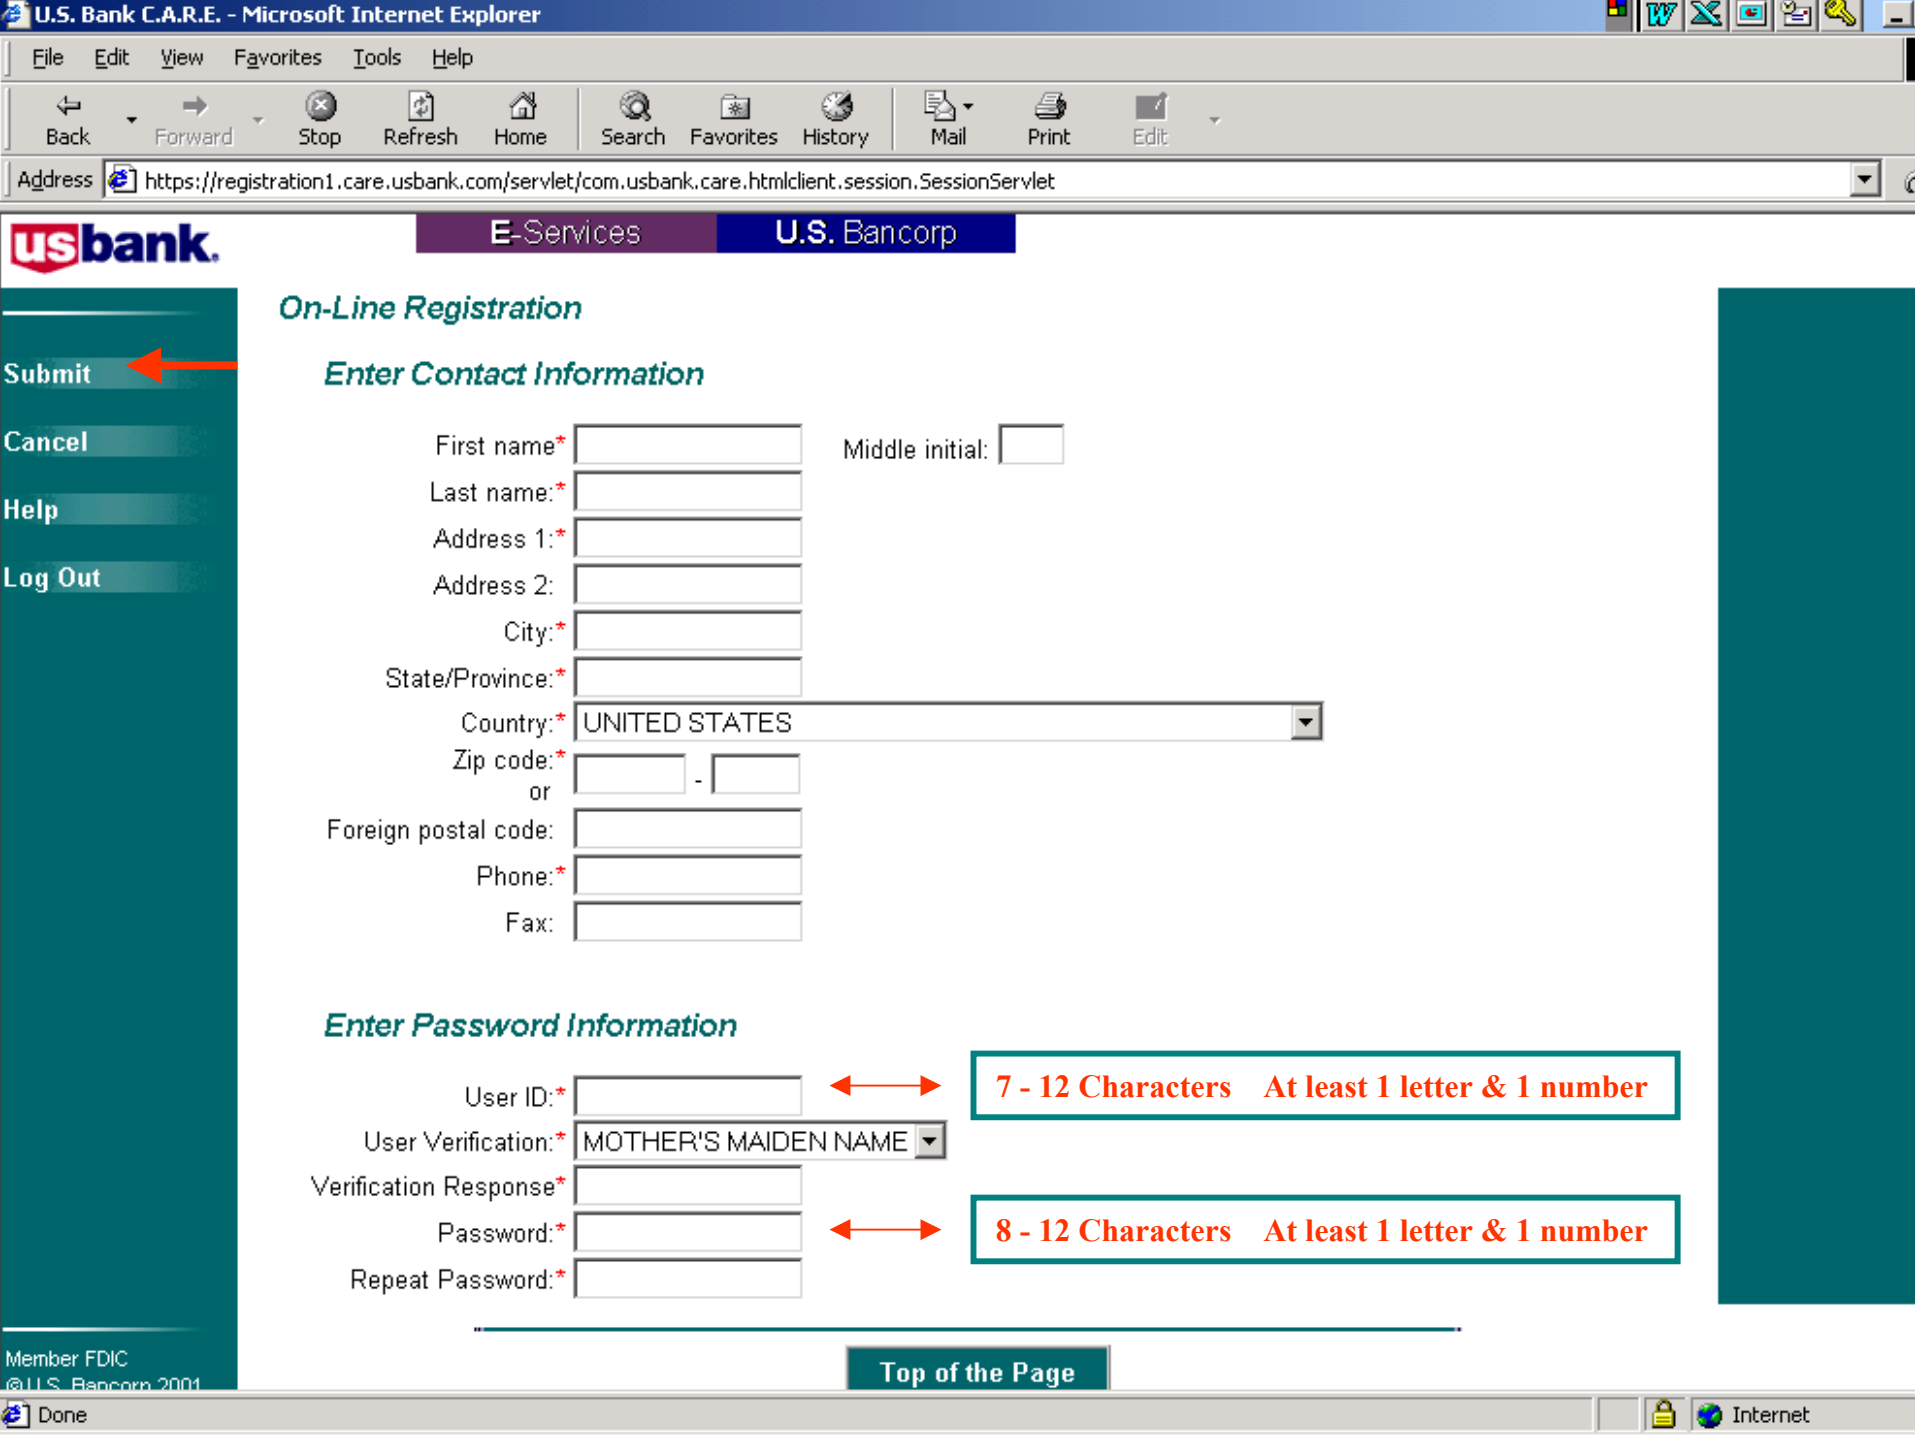 U.S. Bank C.A.R.E. - Microsoft Internet Explorer
File Edit View Favorites Tools Help
Back Forward Stop Refresh Home Search Favorites History Mail Print Edit
Address https://registration1.care.usbank.com/servlet/com.usbank.care.htmlclient.session.SessionServlet
usbank.
E-Services U.S. Bancorp
On-Line Registration
Submit
Enter Contact Information
Cancel
First name* Middle initial:
Last name:*
Help
Address 1:*
Log Out
Address 2:
City:*
State/Province:*
Country:* UNITED STATES
Zip code:* -
or
Foreign postal code:
Phone:*
Fax:
Enter Password Information
User ID:* 7 - 12 Characters At least 1 letter & 1 number
User Verification:* MOTHER'S MAIDEN NAME
Verification Response*
Password:* 8 - 12 Characters At least 1 letter & 1 number
Repeat Password:*
Member FDIC
© U.S. Bancorp 2001
Top of the Page
Done Internet